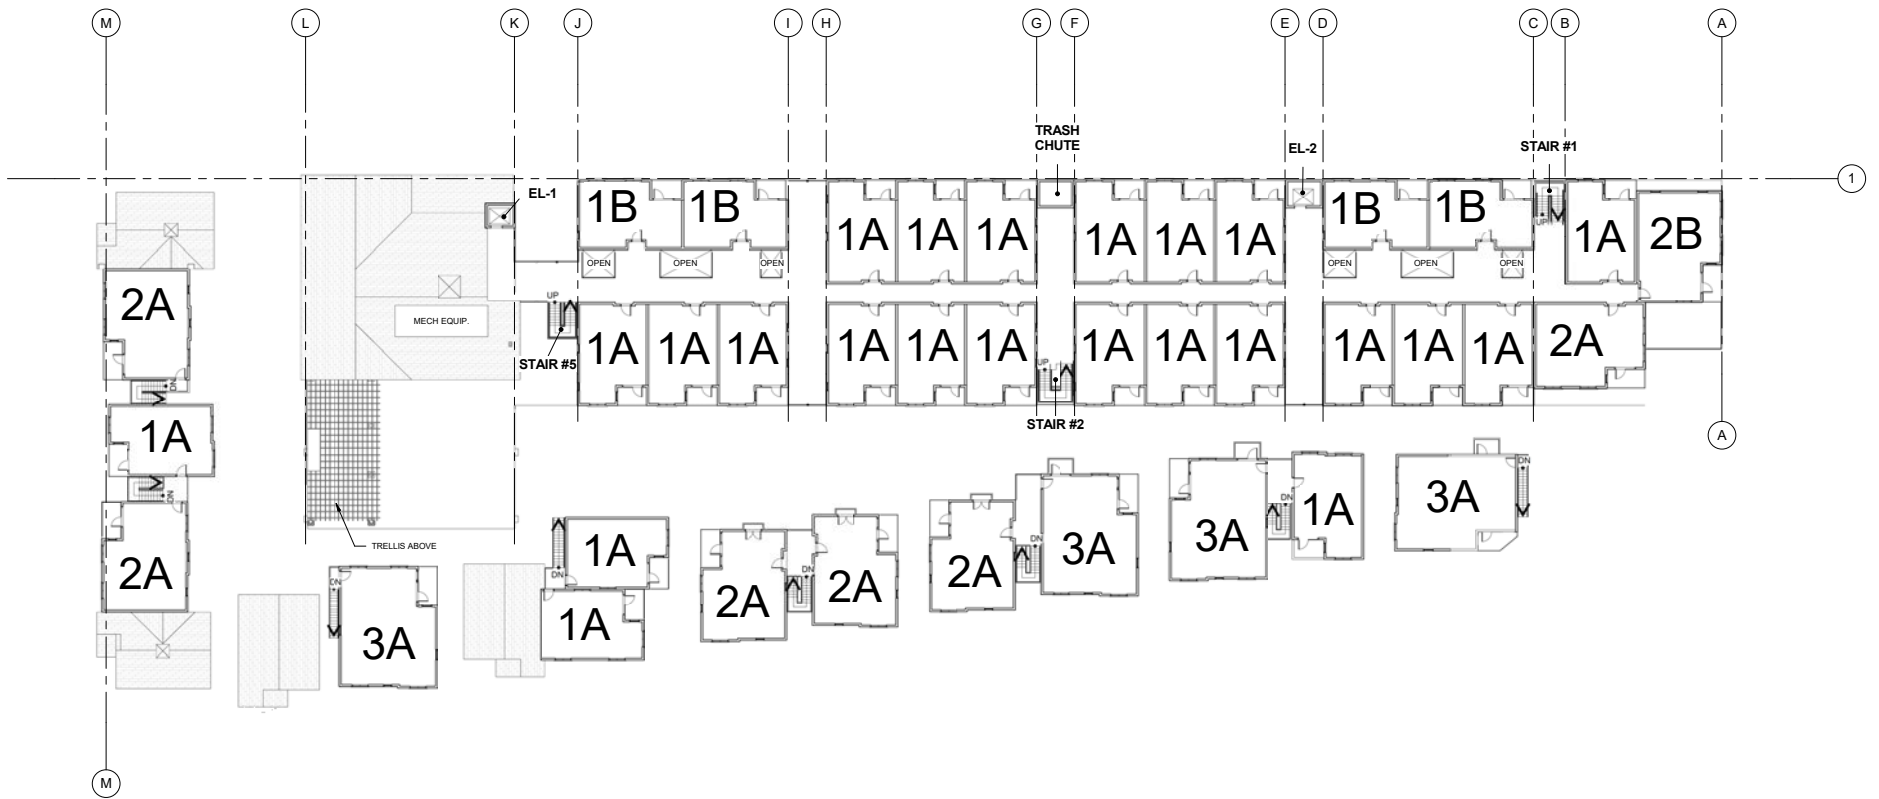 M
L
K
J
I
H
G
F
E
D
C
B
A
TRASH
CHUTE
EL-2
STAIR #1
1
EL-1
1B
1B
1A
1A
1A
1A
1A
1A
1B
1B
UP
1A
2B
OPEN
OPEN
OPEN
OPEN
OPEN
OPEN
2A
UP
MECH EQUIP.
STAIR #5
1A
1A
1A
1A
1A
1A
UP
1A
1A
1A
1A
1A
1A
2A
STAIR #2
DN
1A
DN
2A
A
TRELLIS ABOVE
DN
3A
1A
DN
1A
2A
DN
2A
2A
DN
3A
3A
DN
1A
3A
DN
M